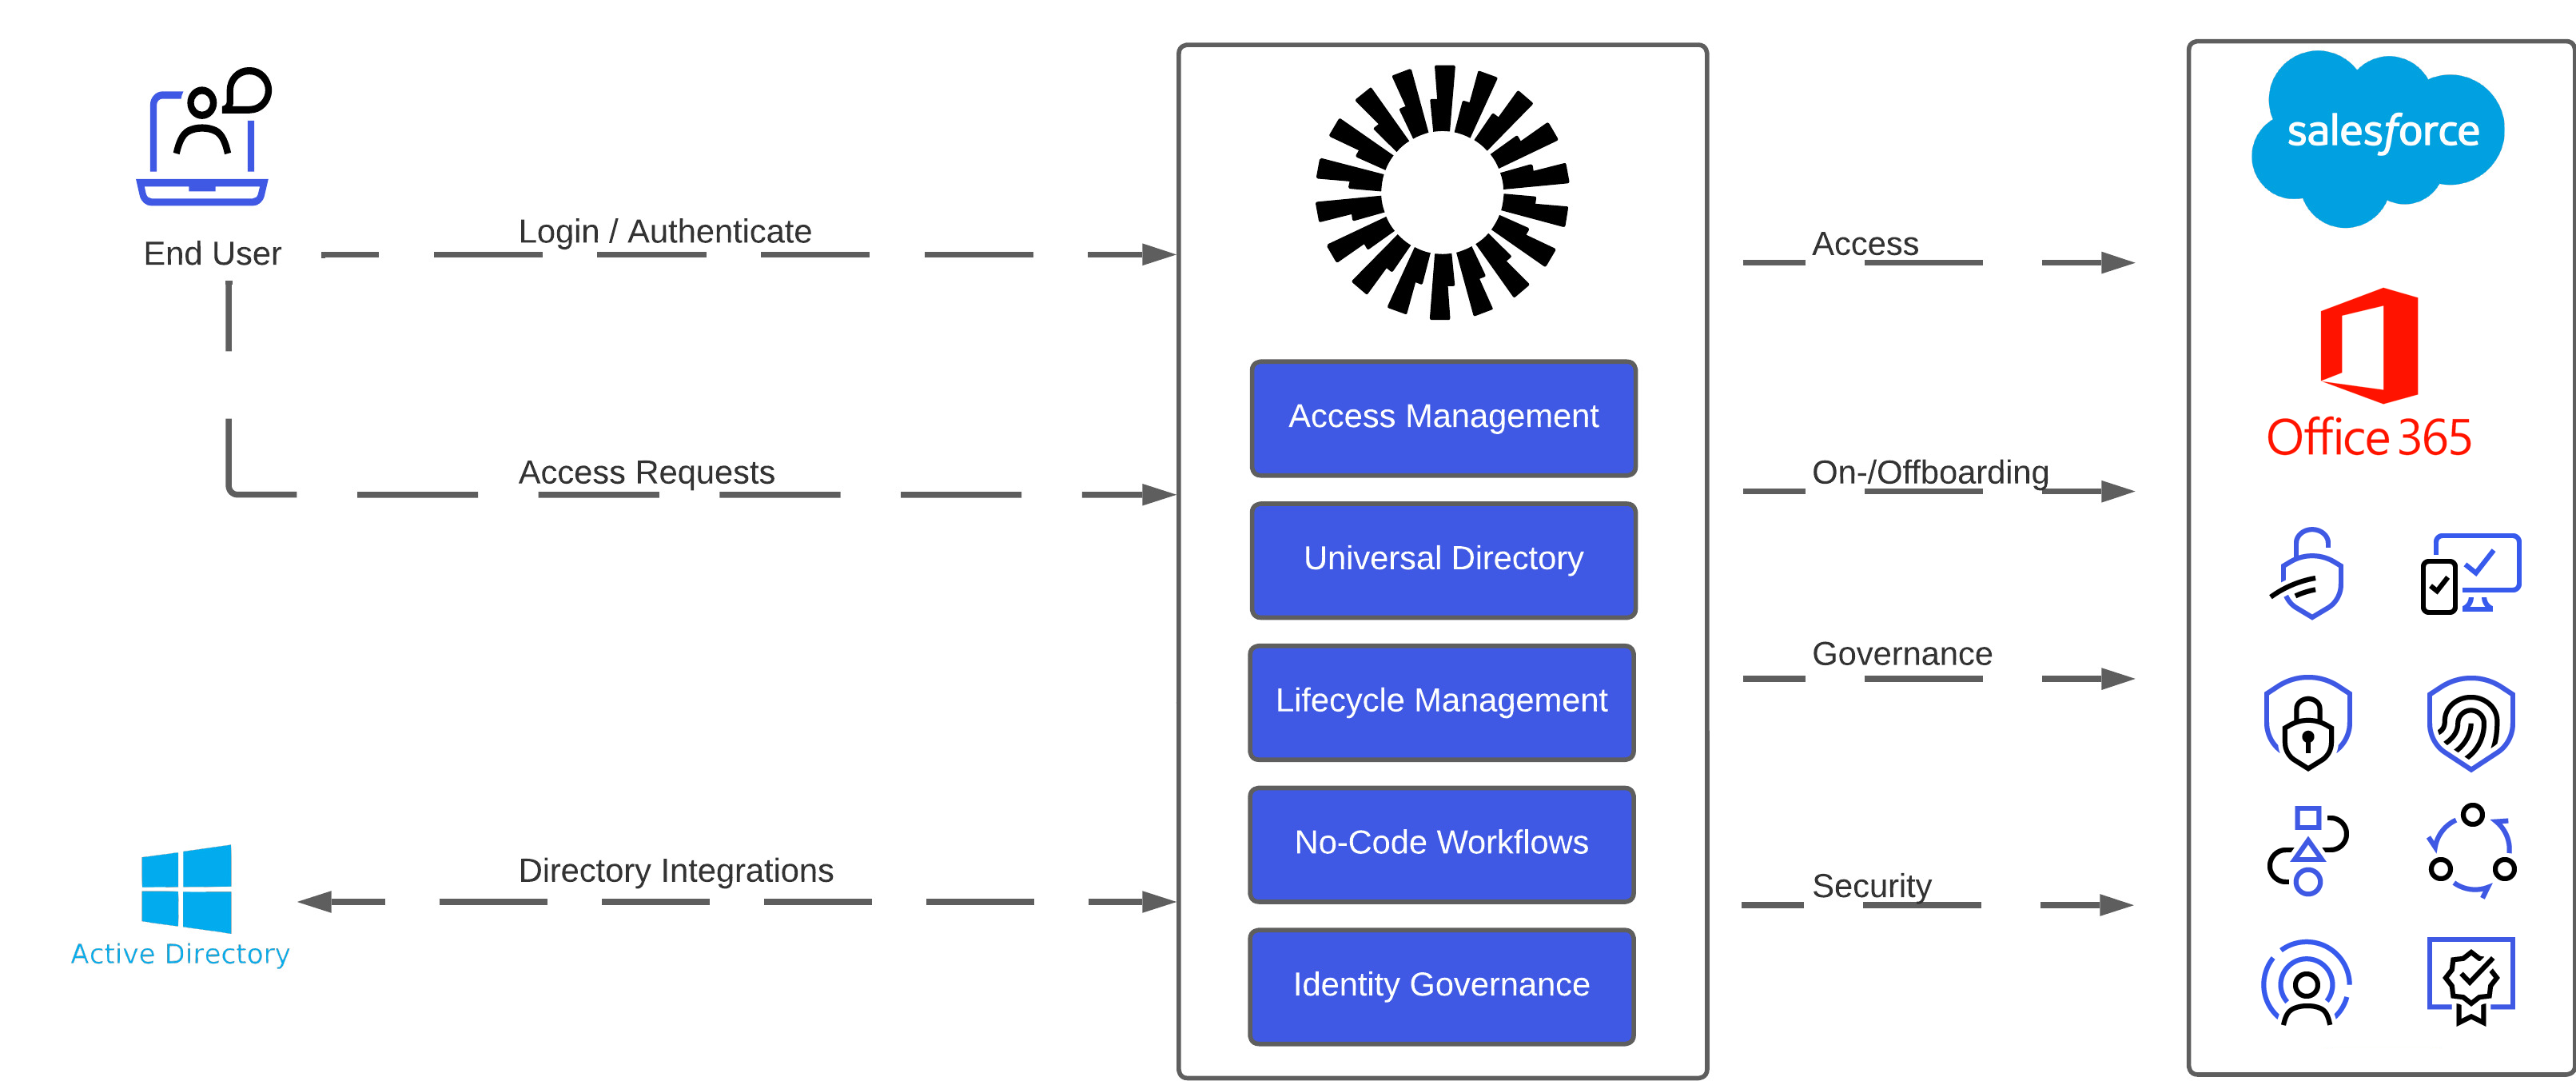 End User
Login / Authenticate
Access Requests
Active Directory
Directory Integrations
Access Management
Universal Directory
Lifecycle Management
No-Code Workflows
Identity Governance
Access
On-/Offboarding
Governance
Security
salesforce
Office 365